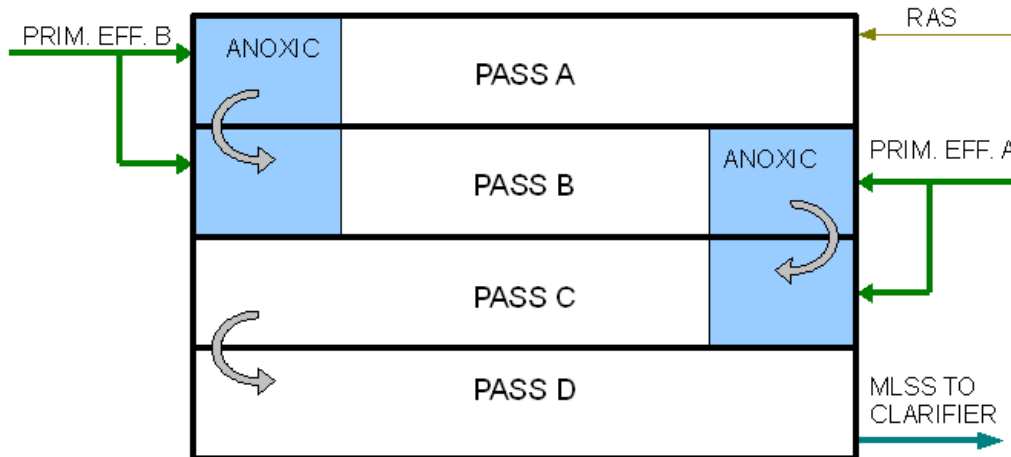 RAS
PRIM. EFF. B
ANOXIC
PASS A
PRIM. EFF. A
ANOXIC
PASS B
PASS C
PASS D
MLSS TO
CLARIFIER